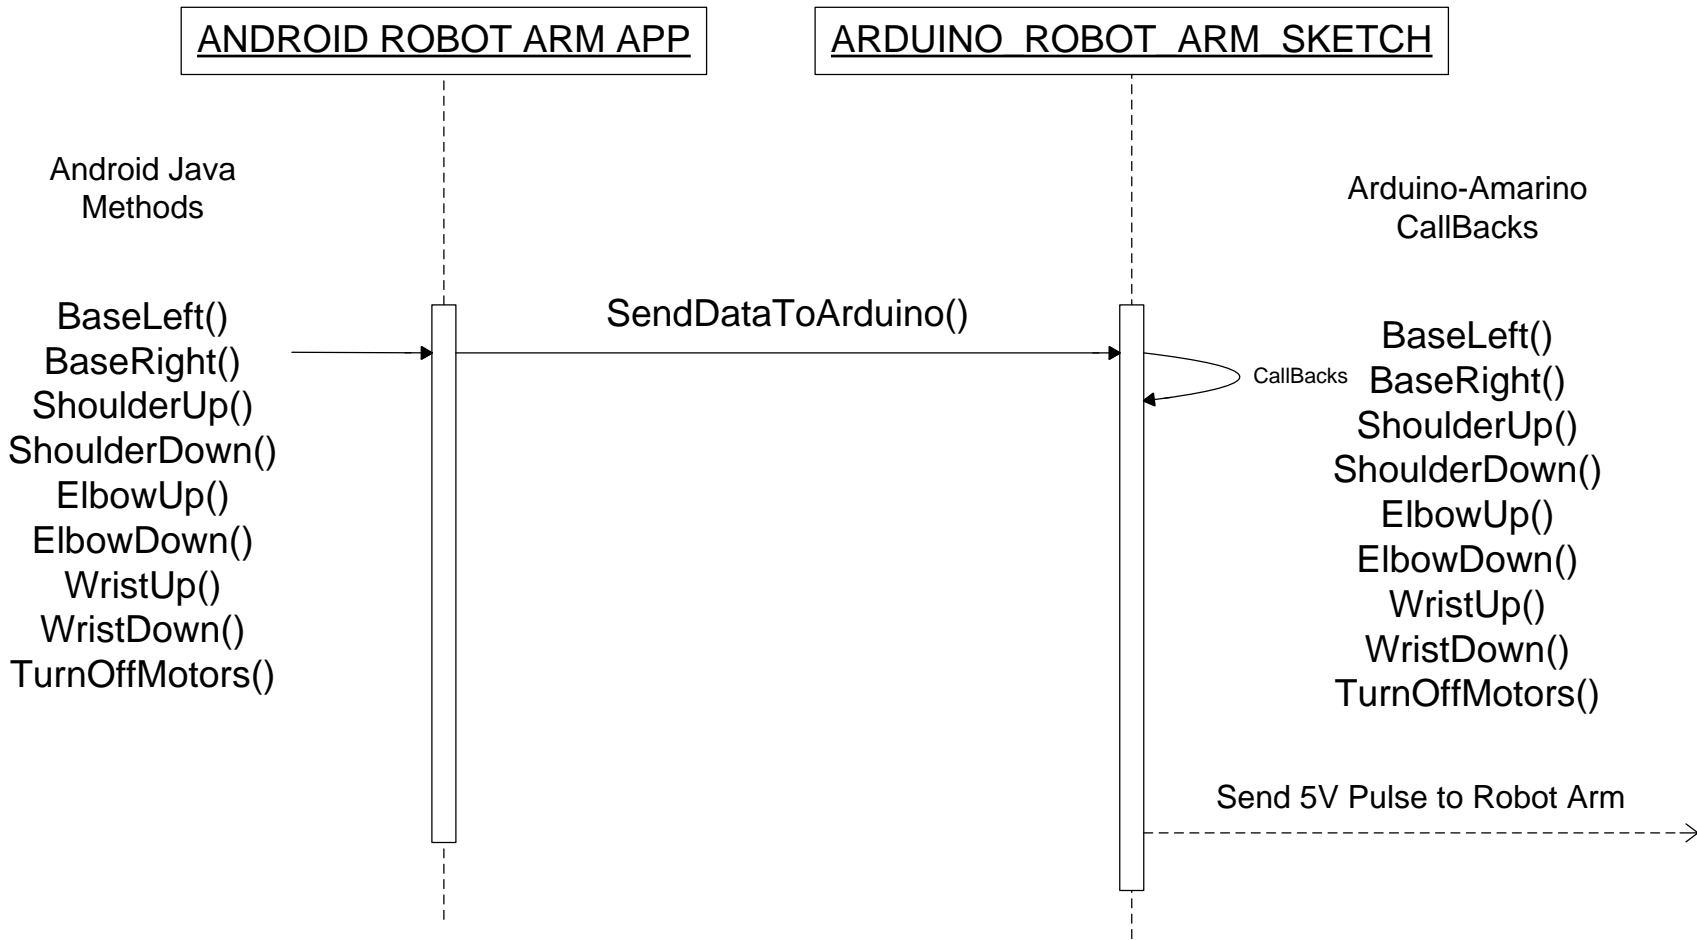 ANDROID ROBOT ARM APP
ARDUINO_ROBOT_ARM_SKETCH
Android Java
Methods
Arduino-Amarino
CallBacks
BaseLeft()
BaseRight()
ShoulderUp()
ShoulderDown()
ElbowUp()
ElbowDown()
WristUp()
WristDown()
TurnOffMotors()
SendDataToArduino()
CallBacks
BaseLeft()
BaseRight()
ShoulderUp()
ShoulderDown()
ElbowUp()
ElbowDown()
WristUp()
WristDown()
TurnOffMotors()
Send 5V Pulse to Robot Arm